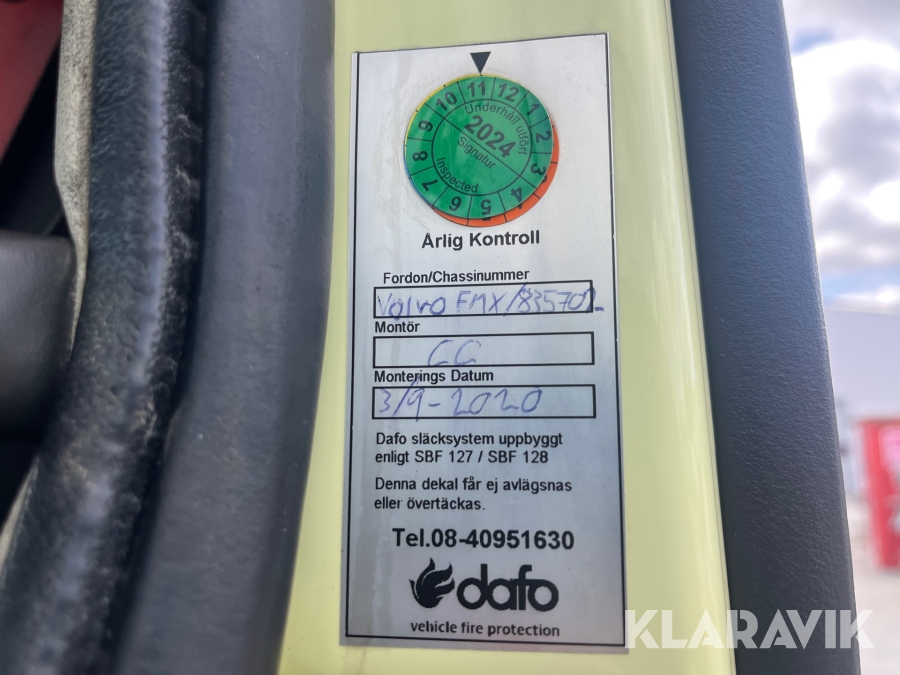 10 11 12 1 2 3 4 5 6 7 8 9
Underhåll utfört
2024
Signatur
Inspected
Årlig Kontroll
Fordon/Chassinummer
Volvo FMX/835702
Montör
CC
Monterings Datum
3/9-2020
Dafo släcksystem uppbyggt
enligt SBF 127 / SBF 128
Denna dekal får ej avlägsnas
eller övertäckas.
Tel.08-40951630
dafo
vehicle fire protection
KLARAVIK